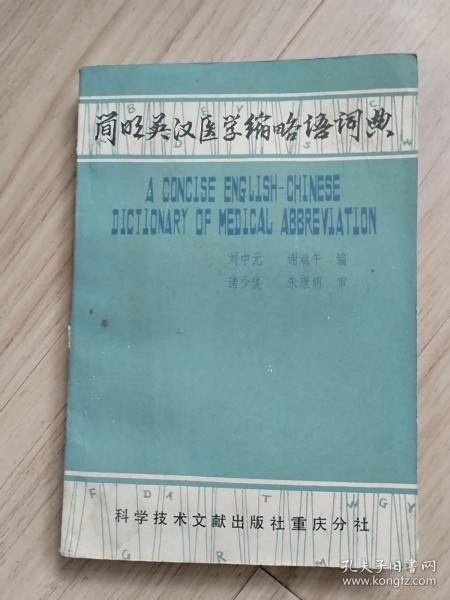 简明英汉医学缩略语词典
A CONCISE ENGLISH-CHINESE
DICTIONARY OF MEDICAL ABBREVIATION
刘中元 谢竑午 编
诸少侠 朱原明 审
F D A T W G Y
科学技术文献出版社重庆分社
G R M
孔夫子旧书网
www.kongfz.com